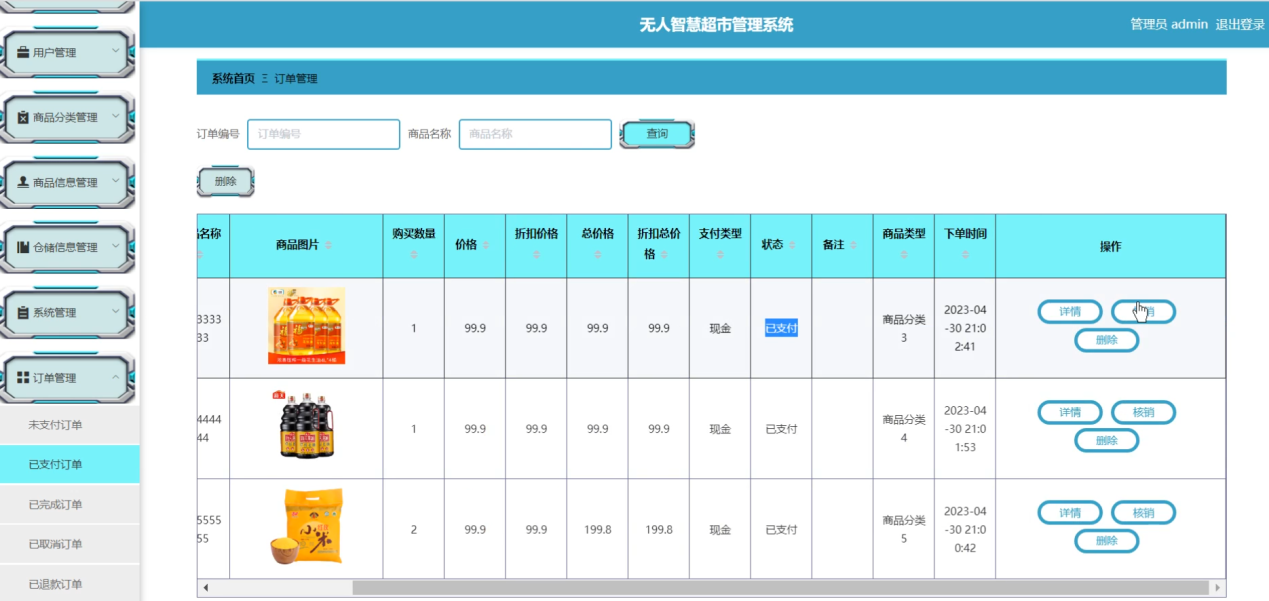 无人智慧超市管理系统
管理员 admin 退出登录
用户管理
商品分类管理
商品信息管理
仓储信息管理
系统管理
订单管理
未支付订单
已支付订单
已完成订单
已取消订单
已退款订单
系统首页 Ξ 订单管理
订单编号 订单编号 商品名称 商品名称 查询
删除
名称 商品图片 购买数量 价格 折扣价格 总价格 折扣总价格 支付类型 状态 备注 商品类型 下单时间 操作
3333
33
1 99.9 99.9 99.9 99.9 现金 已支付
商品分类
3
2023-04
-30 21:0
2:41
详情 销
删除
4444
44
1 99.9 99.9 99.9 99.9 现金 已支付
商品分类
4
2023-04
-30 21:0
1:53
详情 核销
删除
5555
55
小米
2 99.9 99.9 199.8 199.8 现金 已支付
商品分类
5
2023-04
-30 21:0
0:42
详情 核销
删除